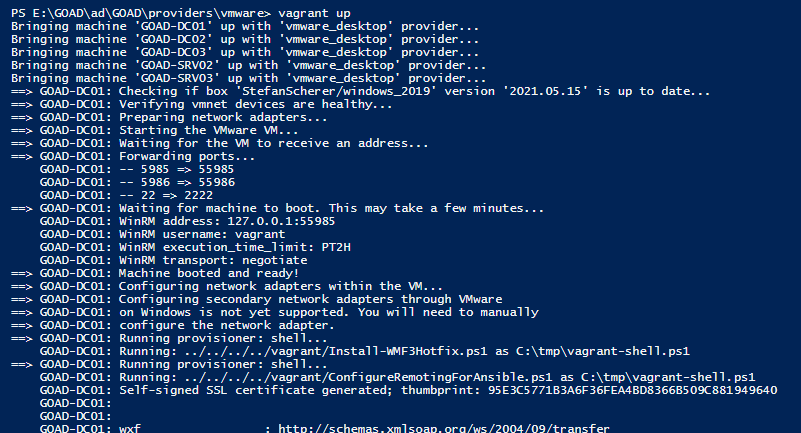 PS E:\GOAD\ad\GOAD\providers\vmware> vagrant up
Bringing machine 'GOAD-DC01' up with 'vmware_desktop' provider...
Bringing machine 'GOAD-DC02' up with 'vmware_desktop' provider...
Bringing machine 'GOAD-DC03' up with 'vmware_desktop' provider...
Bringing machine 'GOAD-SRV02' up with 'vmware_desktop' provider...
Bringing machine 'GOAD-SRV03' up with 'vmware_desktop' provider...
==> GOAD-DC01: Checking if box 'StefanScherer/windows_2019' version '2021.05.15' is up to date...
==> GOAD-DC01: Verifying vmnet devices are healthy...
==> GOAD-DC01: Preparing network adapters...
==> GOAD-DC01: Starting the VMware VM...
==> GOAD-DC01: Waiting for the VM to receive an address...
==> GOAD-DC01: Forwarding ports...
    GOAD-DC01: -- 5985 => 55985
    GOAD-DC01: -- 5986 => 55986
    GOAD-DC01: -- 22 => 2222
==> GOAD-DC01: Waiting for machine to boot. This may take a few minutes...
    GOAD-DC01: WinRM address: 127.0.0.1:55985
    GOAD-DC01: WinRM username: vagrant
    GOAD-DC01: WinRM execution_time_limit: PT2H
    GOAD-DC01: WinRM transport: negotiate
==> GOAD-DC01: Machine booted and ready!
==> GOAD-DC01: Configuring network adapters within the VM...
==> GOAD-DC01: Configuring secondary network adapters through VMware
==> GOAD-DC01: on Windows is not yet supported. You will need to manually
==> GOAD-DC01: configure the network adapter.
==> GOAD-DC01: Running provisioner: shell...
    GOAD-DC01: Running: ../../../../vagrant/Install-WMF3Hotfix.ps1 as C:\tmp\vagrant-shell.ps1
==> GOAD-DC01: Running provisioner: shell...
    GOAD-DC01: Running: ../../../../vagrant/ConfigureRemotingForAnsible.ps1 as C:\tmp\vagrant-shell.ps1
    GOAD-DC01: Self-signed SSL certificate generated; thumbprint: 95E3C5771B3A6F36FEA4BD8366B509C881949640
    GOAD-DC01:
    GOAD-DC01:
    GOAD-DC01: wxf                 : http://schemas.xmlsoap.org/ws/2004/09/transfer